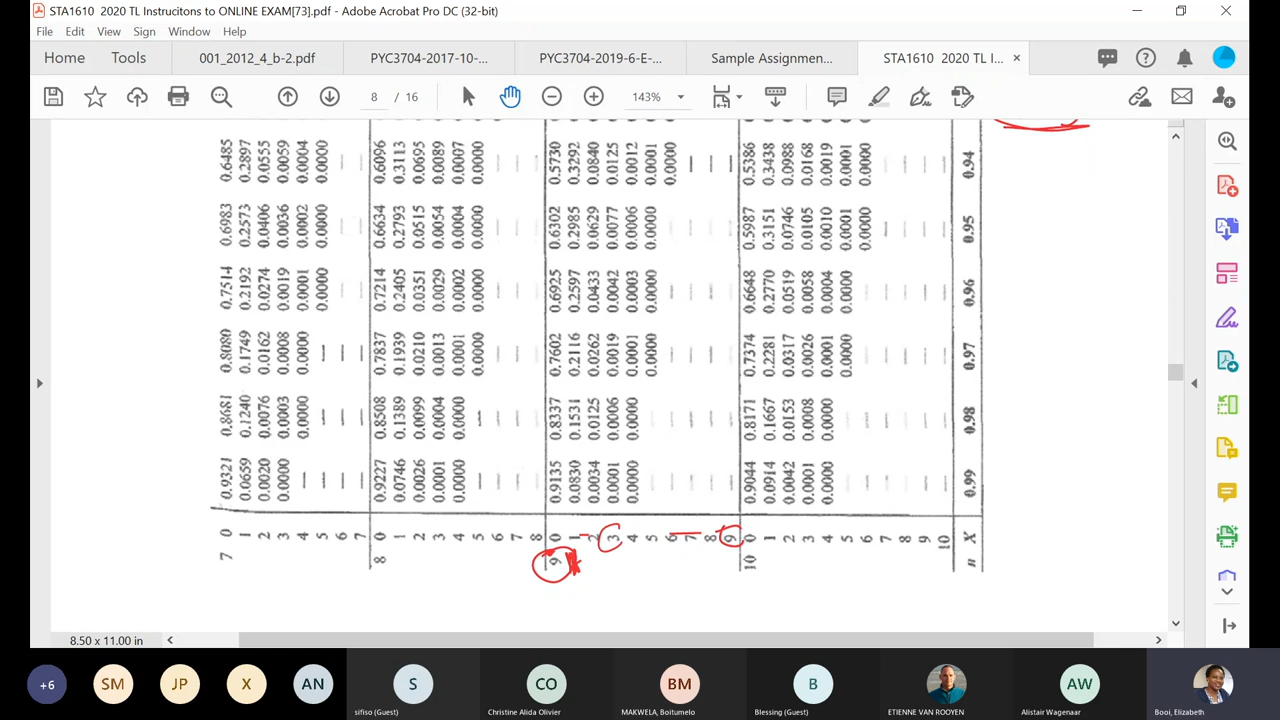 STA1610 2020 TL Instrucitons to ONLINE EXAM[73].pdf - Adobe Acrobat Pro DC (32-bit)
File Edit View Sign Window Help
Home Tools 001_2012_4_b-2.pdf PYC3704-2017-10-... PYC3704-2019-6-E-... Sample Assignmen... STA1610 2020 TL I... ×
8 / 16 143%
7 0 0.9321 0.8681 0.8080 0.7514 0.6983 0.6485
1 0.0659 0.1240 0.1749 0.2192 0.2573 0.2897
2 0.0020 0.0076 0.0162 0.0274 0.0406 0.0555
3 0.0000 0.0003 0.0008 0.0019 0.0036 0.0059
4 — 0.0000 0.0000 0.0001 0.0002 0.0004
5 — — — 0.0000 0.0000 0.0000
6 — — — — — —
7 — — — — — —
8 0 0.9227 0.8508 0.7837 0.7214 0.6634 0.6096
1 0.0746 0.1389 0.1939 0.2405 0.2793 0.3113
2 0.0026 0.0099 0.0210 0.0351 0.0515 0.0695
3 0.0001 0.0004 0.0013 0.0029 0.0054 0.0089
4 0.0000 0.0000 0.0001 0.0002 0.0004 0.0007
5 — — 0.0000 0.0000 0.0000 0.0000
6 — — — — — —
7 — — — — — —
8 — — — — — —
9 0 0.9135 0.8337 0.7602 0.6925 0.6302 0.5730
1 0.0830 0.1531 0.2116 0.2597 0.2985 0.3292
2 0.0034 0.0125 0.0262 0.0433 0.0629 0.0840
3 0.0001 0.0006 0.0019 0.0042 0.0077 0.0125
4 0.0000 0.0000 0.0001 0.0003 0.0006 0.0012
5 — — 0.0000 0.0000 0.0000 0.0001
6 — — — — — 0.0000
7 — — — — — —
8 — — — — — —
9 — — — — — —
10 0 0.9044 0.8171 0.7374 0.6648 0.5987 0.5386
1 0.0914 0.1667 0.2281 0.2770 0.3151 0.3438
2 0.0042 0.0153 0.0317 0.0519 0.0746 0.0988
3 0.0001 0.0008 0.0026 0.0058 0.0105 0.0168
4 0.0000 0.0000 0.0001 0.0004 0.0010 0.0019
5 — — 0.0000 0.0000 0.0001 0.0001
6 — — — — 0.0000 0.0000
7 — — — — — —
8 — — — — — —
9 — — — — — —
10 — — — — — —
n X 0.99 0.98 0.97 0.96 0.95 0.94
8.50 x 11.00 in
+6 SM JP X AN S CO BM B AW
sifiso (Guest) Christine Alida Olivier MAKWELA, Boitumelo Blessing (Guest) ETIENNE VAN ROOYEN Alistair Wagenaar Booi, Elizabeth